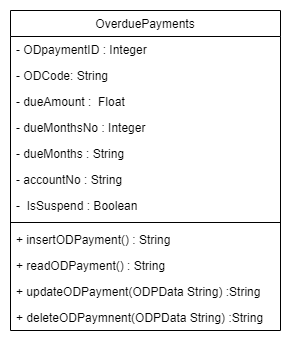 OverduePayments
- ODpaymentID : Integer
- ODCode: String
- dueAmount :  Float
- dueMonthsNo : Integer
- dueMonths : String
- accountNo : String
-  IsSuspend : Boolean
+ insertODPayment() : String
+ readODPayment() : String
+ updateODPayment(ODPData String) :String
+ deleteODPaymnent(ODPData String) :String